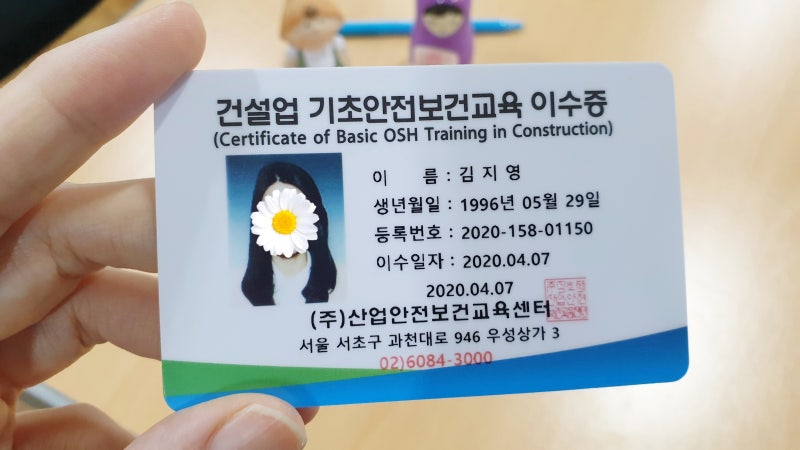 건설업 기초안전보건교육 이수증
(Certificate of Basic OSH Training in Construction)
이 름 : 김 지 영
생년월일 : 1996년 05월 29일
등록번호 : 2020-158-01150
이수일자 : 2020.04.07
2020.04.07
(주)산업안전보건교육센터
서울 서초구 과천대로 946 우성상가 3
02)6084-3000